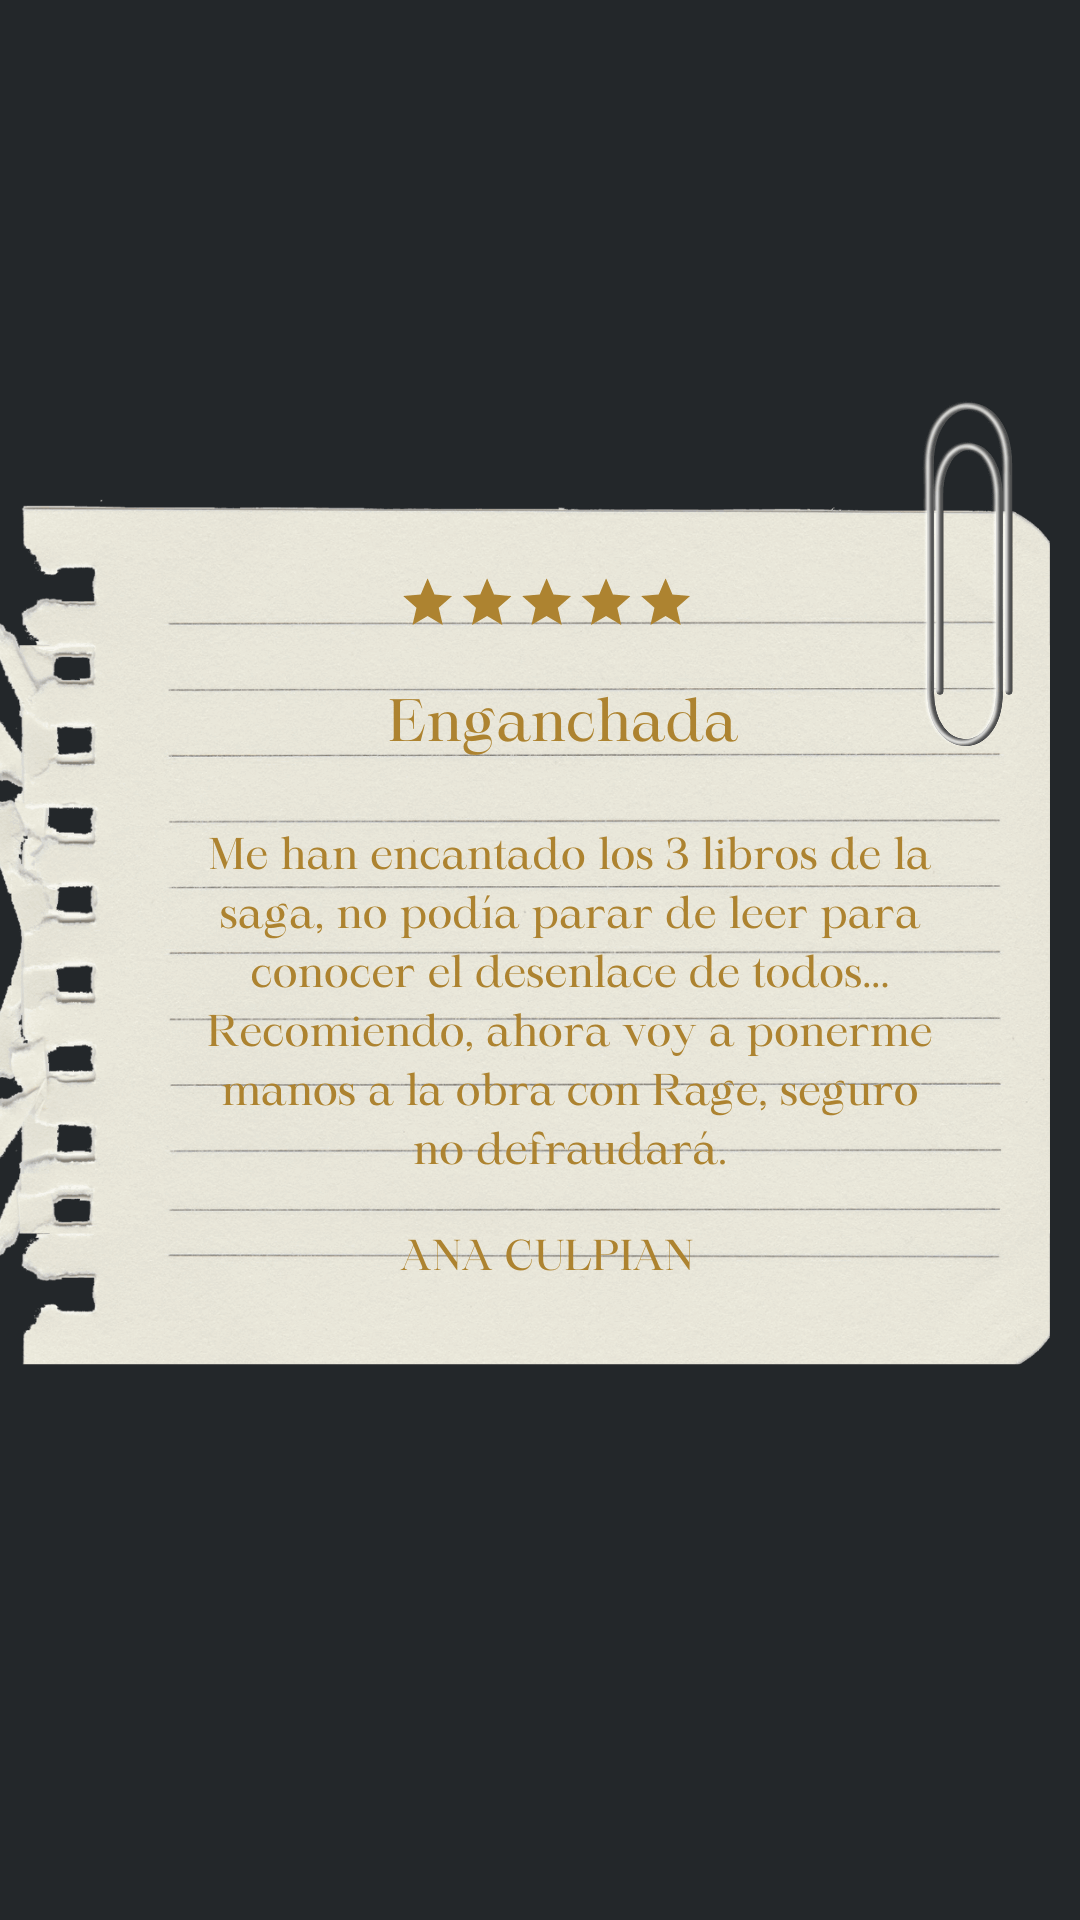 Enganchada
Me han encantado los 3 libros de la
saga, no podía parar de leer para
conocer el desenlace de todos...
Recomiendo, ahora voy a ponerme
manos a la obra con Rage, seguro
no defraudará.
ANA CULPIAN